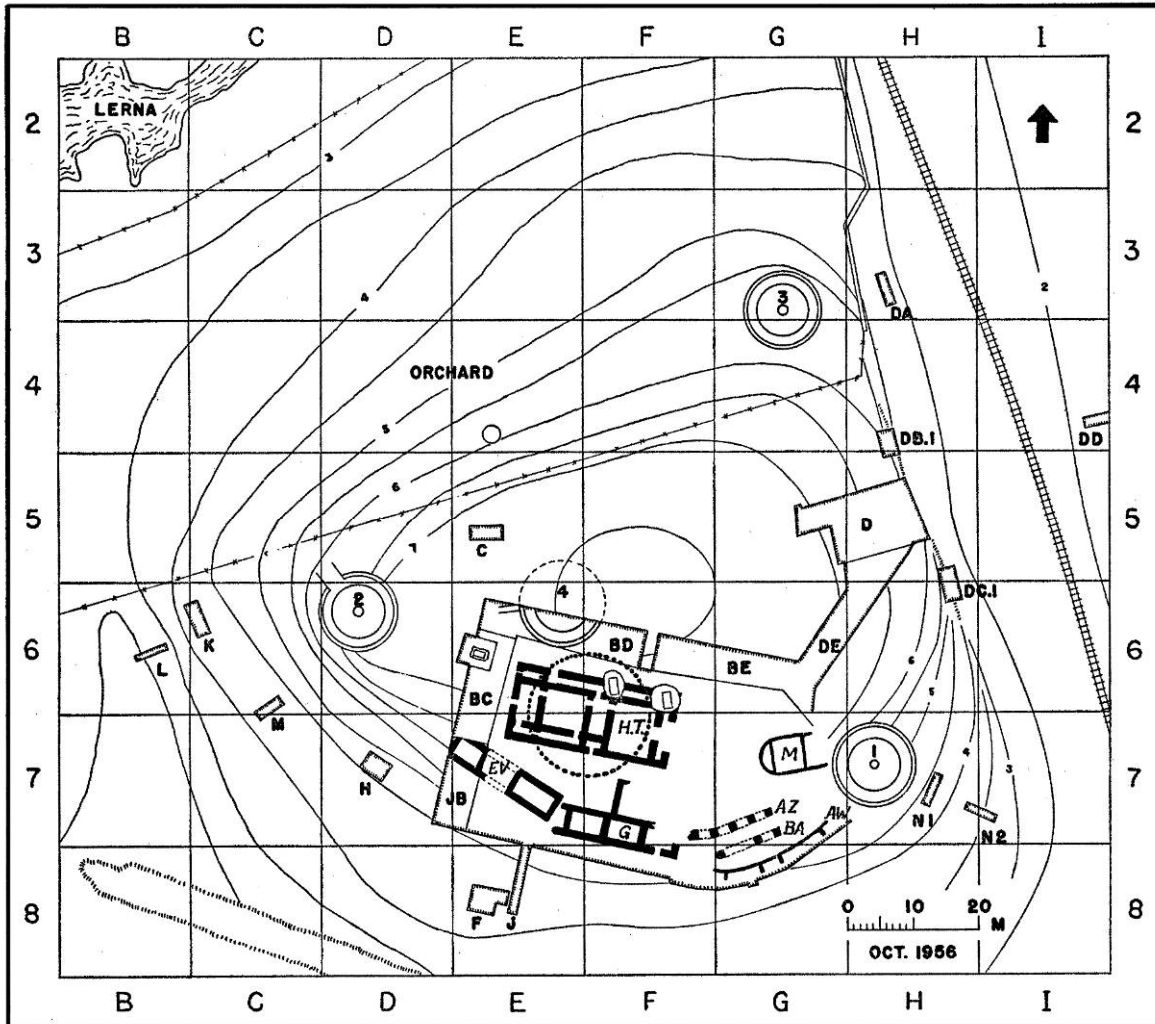 B C D E F G H I
LERNA
2 2
3
3 3
2
3
4
DA
4 ORCHARD 4
5
DB.1
DD
6
5 D 5
C
7
4
2
DC.1
K
BD
6 L BE DE 6
6
BC
5
M H.T.
M 1
4
3
EV
7 H 7
JB
AZ
N1
G BA AW
N2
8 F J 8
0 10 20
M
OCT. 1956
B C D E F G H I